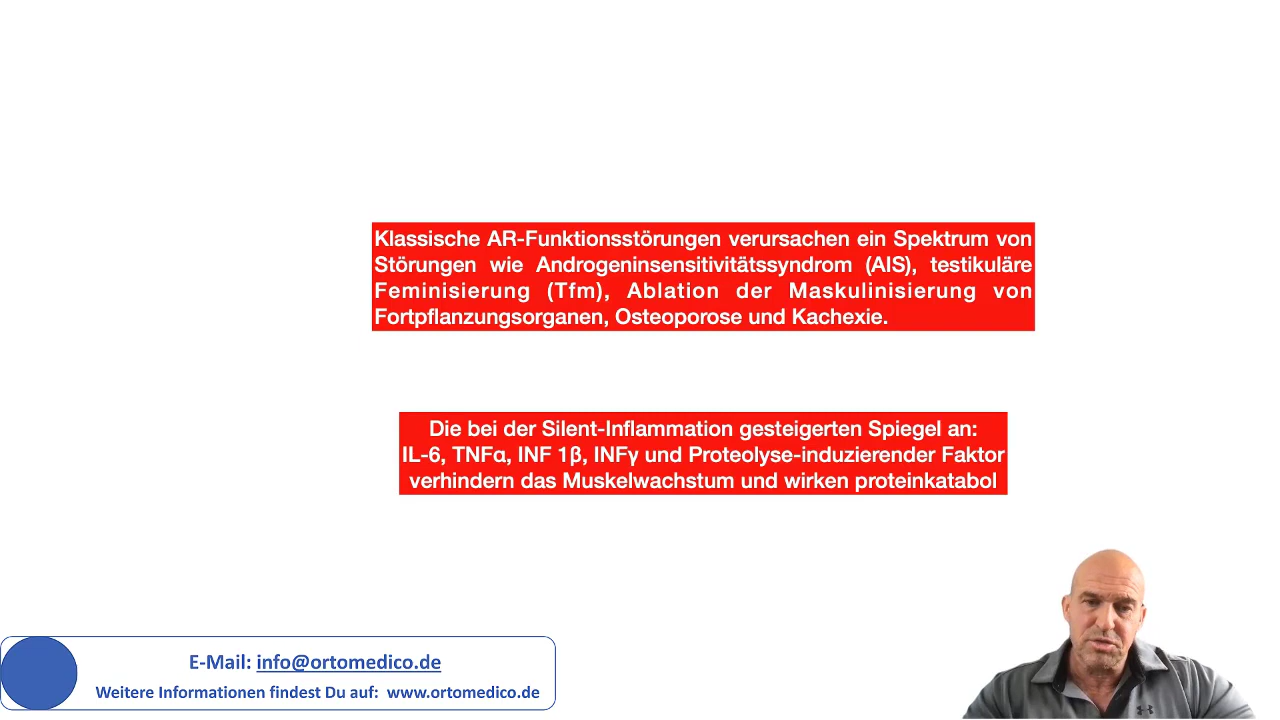 Klassische AR-Funktionsstörungen verursachen ein Spektrum von
Störungen wie Androgeninsensitivitätssyndrom (AIS), testikuläre
Feminisierung (Tfm), Ablation der Maskulinisierung von
Fortpflanzungsorganen, Osteoporose und Kachexie.
Die bei der Silent-Inflammation gesteigerten Spiegel an:
IL-6, TNFα, INF 1β, INFγ und Proteolyse-induzierender Faktor
verhindern das Muskelwachstum und wirken proteinkatabol
E-Mail: info@ortomedico.de
Weitere Informationen findest Du auf: www.ortomedico.de